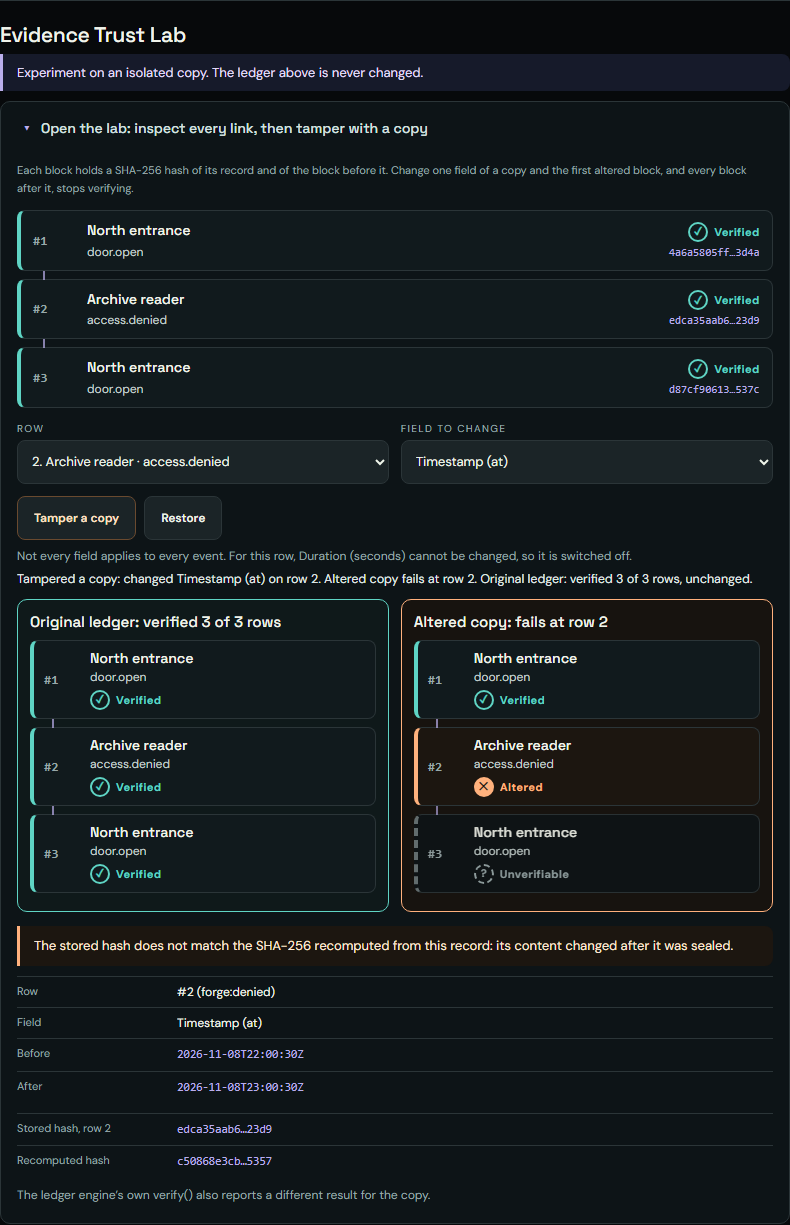 Evidence Trust Lab
Experiment on an isolated copy. The ledger above is never changed.
Open the lab: inspect every link, then tamper with a copy
Each block holds a SHA-256 hash of its record and of the block before it. Change one field of a copy and the first altered block, and every block
after it, stops verifying.
#1
North entrance
door.open
Verified
4a6a5805ff…3d4a
#2
Archive reader
access.denied
Verified
edca35aab6…23d9
#3
North entrance
door.open
Verified
d87cf90613…537c
ROW
FIELD TO CHANGE
2. Archive reader · access.denied
Timestamp (at)
Tamper a copy
Restore
Not every field applies to every event. For this row, Duration (seconds) cannot be changed, so it is switched off.
Tampered a copy: changed Timestamp (at) on row 2. Altered copy fails at row 2. Original ledger: verified 3 of 3 rows, unchanged.
Original ledger: verified 3 of 3 rows
#1
North entrance
door.open
Verified
#2
Archive reader
access.denied
Verified
#3
North entrance
door.open
Verified
Altered copy: fails at row 2
#1
North entrance
door.open
Verified
#2
Archive reader
access.denied
Altered
#3
North entrance
door.open
Unverifiable
The stored hash does not match the SHA-256 recomputed from this record: its content changed after it was sealed.
Row
#2 (forge:denied)
Field
Timestamp (at)
Before
2026-11-08T22:00:30Z
After
2026-11-08T23:00:30Z
Stored hash, row 2
edca35aab6…23d9
Recomputed hash
c50868e3cb…5357
The ledger engine's own verify() also reports a different result for the copy.